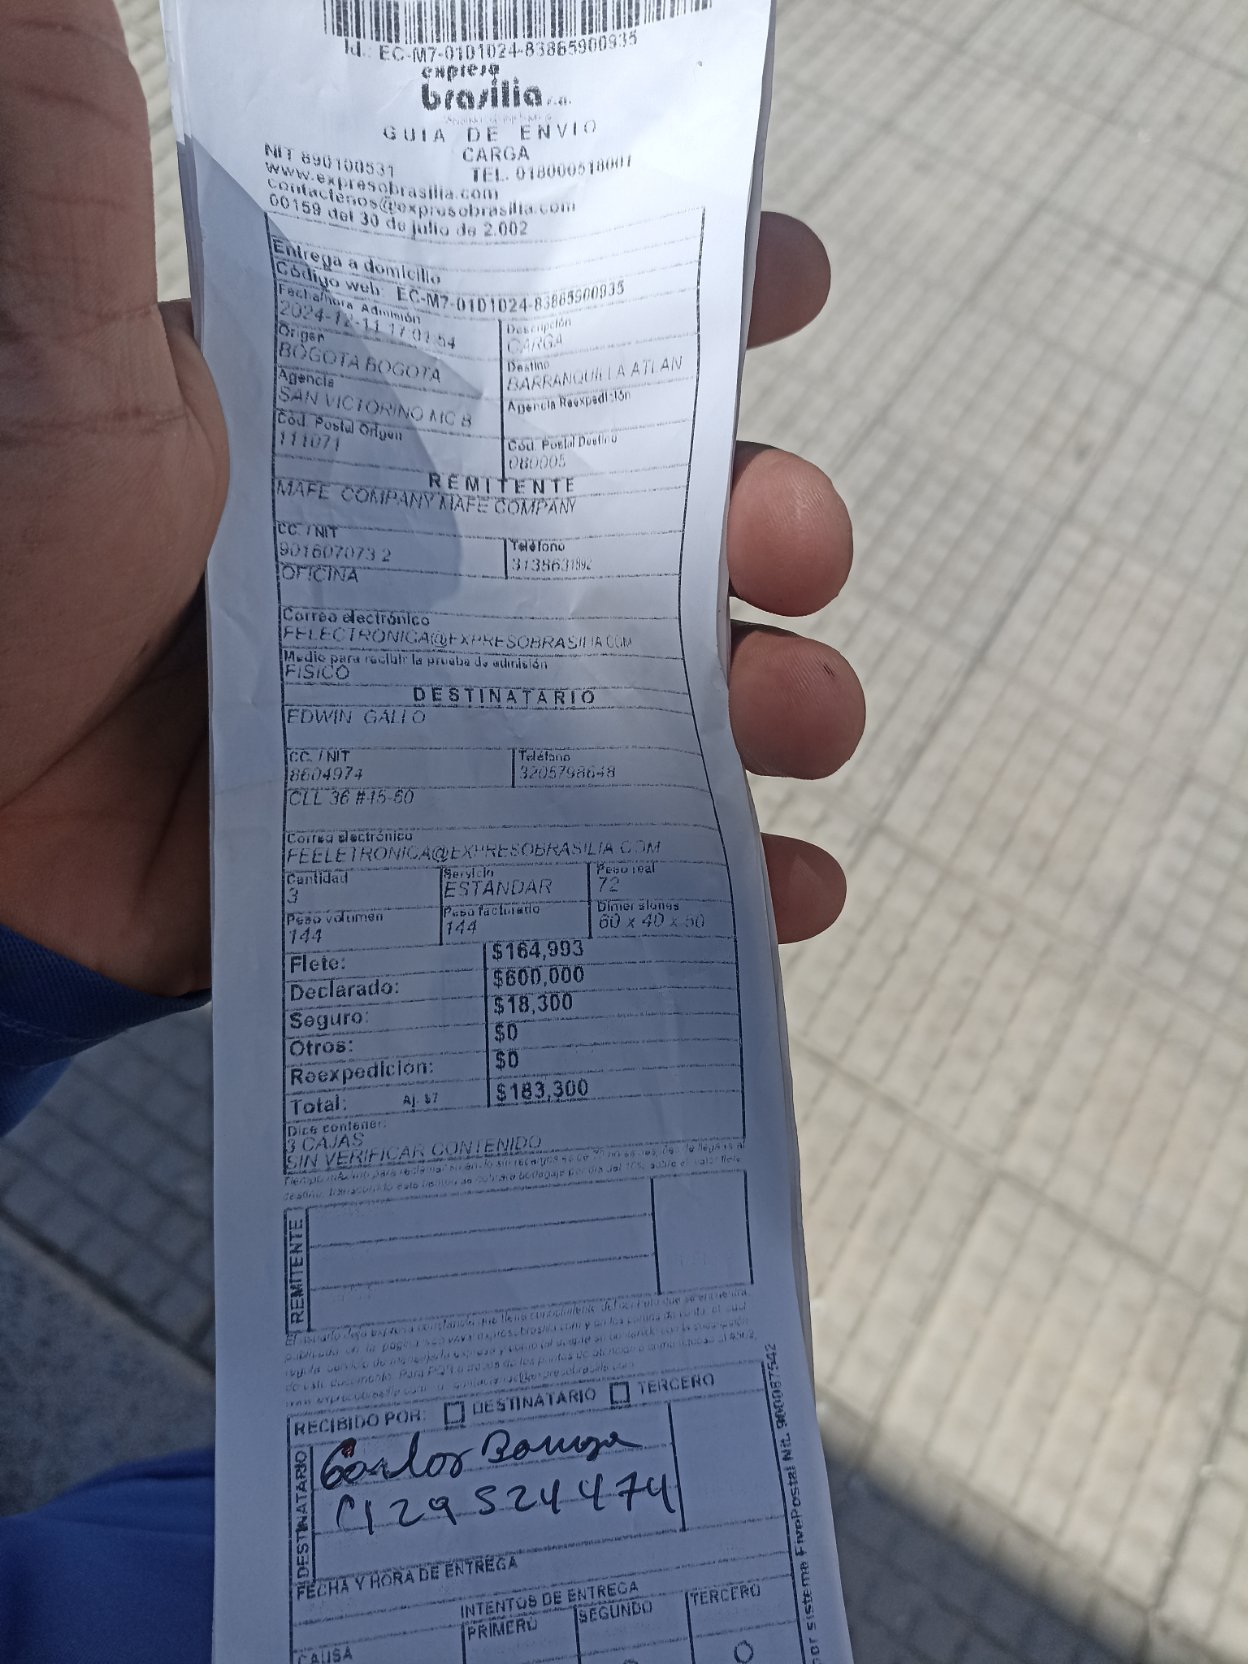 Id.: EC-M7-0101024-83865900935
expreso
brasilia s.a.
GUIA DE ENVIO
CARGA
NIT 890100531 TEL. 018000518001
www.expresobrasilia.com
contactenos@expresobrasilia.com
00159 del 30 de julio de 2.002
Entrega a domicilio
Código web: EC-M7-0101024-83865900935
Fecha/hora Admisión
2024-12-11 17:01:54
Descripción
CARGA
Origen
BOGOTA BOGOTA
Destino
BARRANQUILLA ATLAN
Agencia
SAN VICTORINO MC B
Agencia Reexpedición
Cód. Postal Origen
111071
Cód. Postal Destino
080005
REMITENTE
MAFE COMPANY MAFE COMPANY
CC. / NIT
901607073 2
Teléfono
3138631892
OFICINA
Correo electrónico
FELECTRONICA@EXPRESOBRASILIA.COM
Medio para recibir la prueba de admisión
FISICO
DESTINATARIO
EDWIN GALLO
CC. / NIT
8604974
Teléfono
3205798648
CLL 36 #45-60
Correo electrónico
FEELETRONICA@EXPRESOBRASILIA.COM
Cantidad
3
Servicio
ESTANDAR
Peso real
72
Peso volumen
144
Peso facturado
144
Dimensiones
60 x 40 x 50
Flete: $164,993
Declarado: $600,000
Seguro: $18,300
Otros: $0
Reexpedición: $0
Total: Aj. $7 $183,300
Dice contener:
3 CAJAS
SIN VERIFICAR CONTENIDO
REMITENTE
RECIBIDO POR: DESTINATARIO TERCERO
DESTINATARIO
Carlos Barriga
C129524474
FECHA Y HORA DE ENTREGA
INTENTOS DE ENTREGA
CAUSA PRIMERO SEGUNDO TERCERO
por sistema FivePostal Nit. 900087542